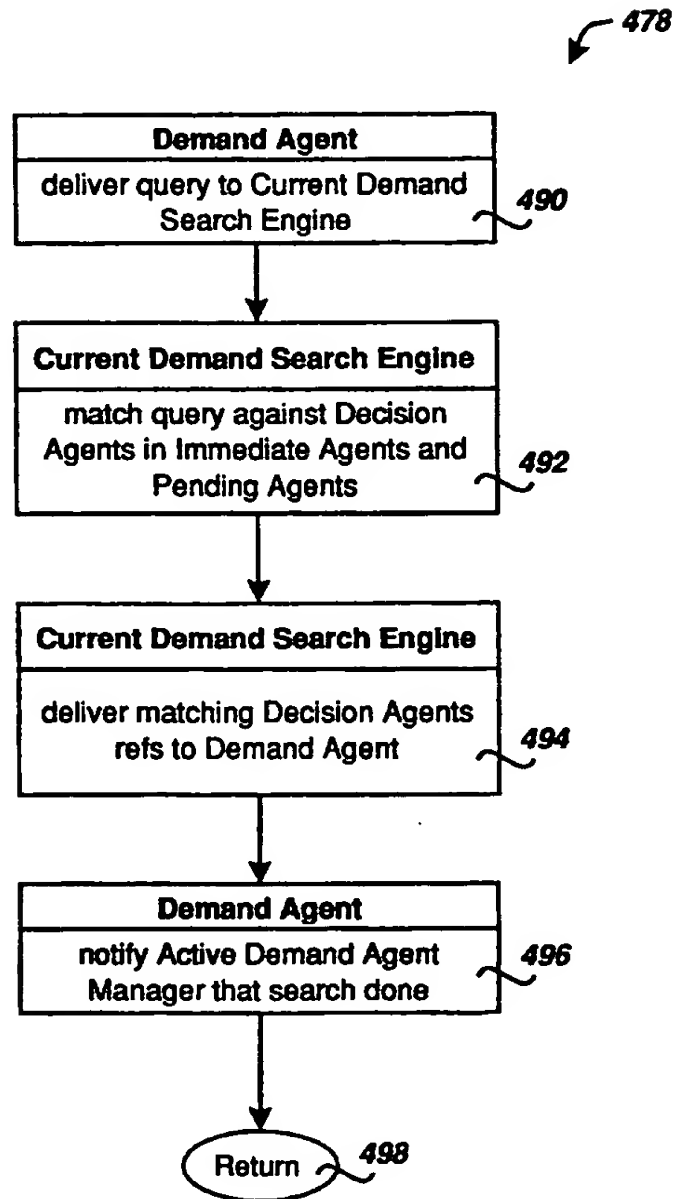 478
Demand Agent
deliver query to Current Demand
Search Engine
490
Current Demand Search Engine
match query against Decision
Agents in Immediate Agents and
Pending Agents
492
Current Demand Search Engine
deliver matching Decision Agents
refs to Demand Agent
494
Demand Agent
notify Active Demand Agent
Manager that search done
496
Return
498